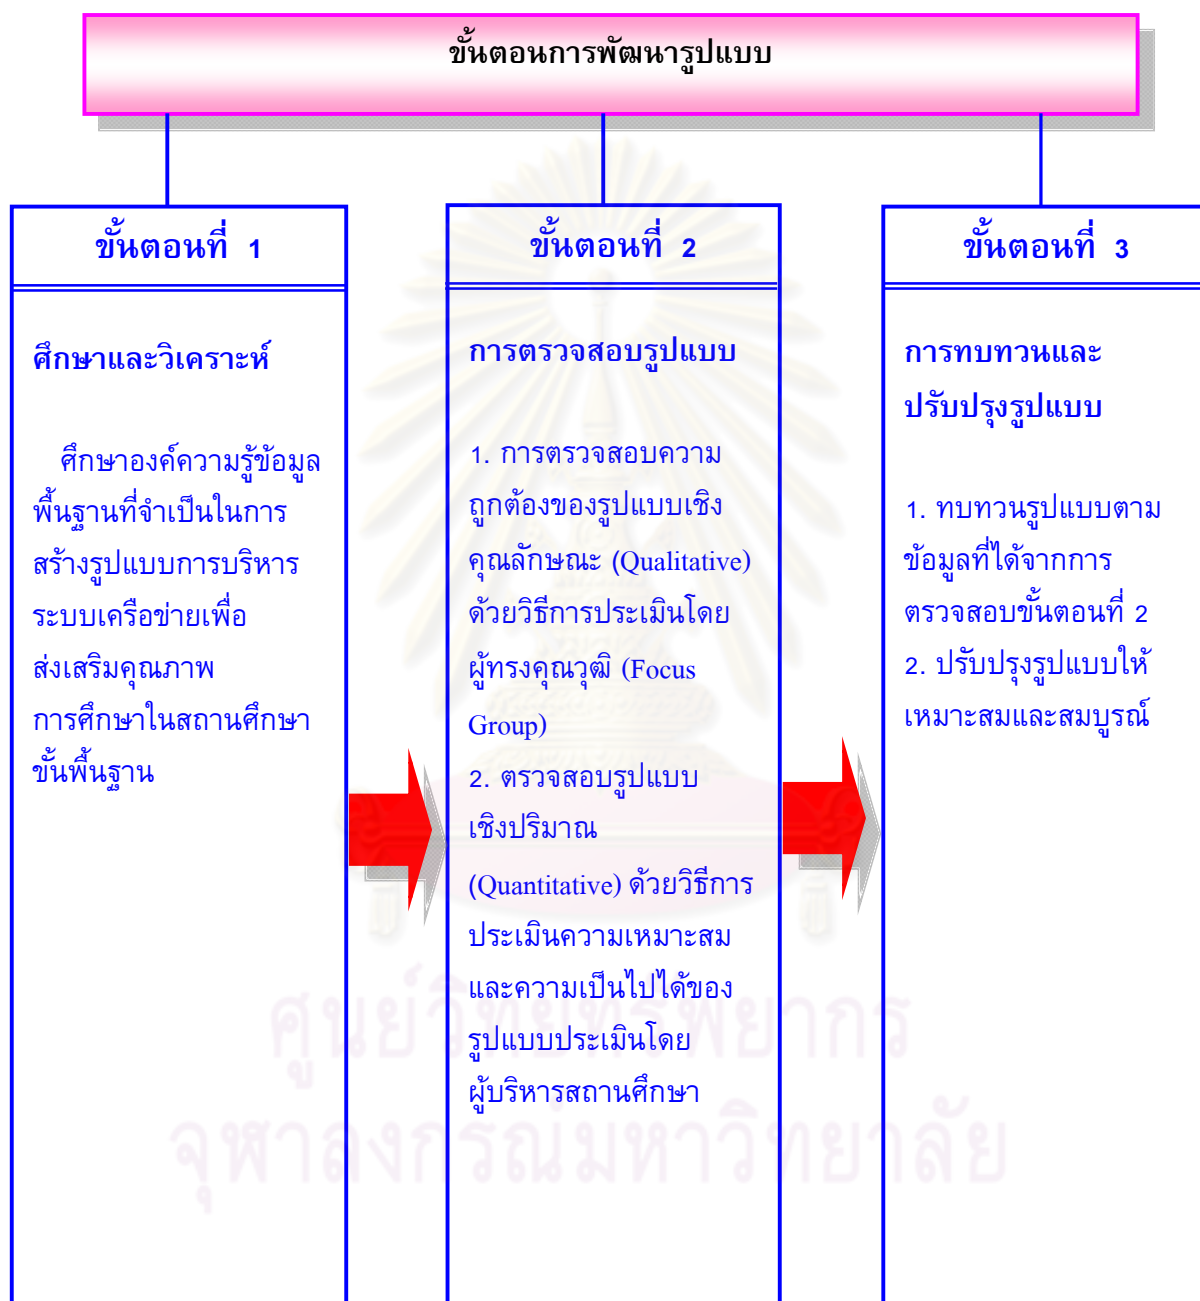 ขั้นตอนการพัฒนารูปแบบ
ขั้นตอนที่ 1
ศึกษาและวิเคราะห์
ศึกษาองค์ความรู้ข้อมูล
พื้นฐานที่จำเป็นในการ
สร้างรูปแบบการบริหาร
ระบบเครือข่ายเพื่อ
ส่งเสริมคุณภาพ
การศึกษาในสถานศึกษา
ขั้นพื้นฐาน
ขั้นตอนที่ 2
การตรวจสอบรูปแบบ
1. การตรวจสอบความ
ถูกต้องของรูปแบบเชิง
คุณลักษณะ (Qualitative)
ด้วยวิธีการประเมินโดย
ผู้ทรงคุณวุฒิ (Focus
Group)
2. ตรวจสอบรูปแบบ
เชิงปริมาณ
(Quantitative) ด้วยวิธีการ
ประเมินความเหมาะสม
และความเป็นไปได้ของ
รูปแบบประเมินโดย
ผู้บริหารสถานศึกษา
ขั้นตอนที่ 3
การทบทวนและ
ปรับปรุงรูปแบบ
1. ทบทวนรูปแบบตาม
ข้อมูลที่ได้จากการ
ตรวจสอบขั้นตอนที่ 2
2. ปรับปรุงรูปแบบให้
เหมาะสมและสมบูรณ์
ศูนย์วิทยทรัพยากร
จุฬาลงกรณ์มหาวิทยาลัย